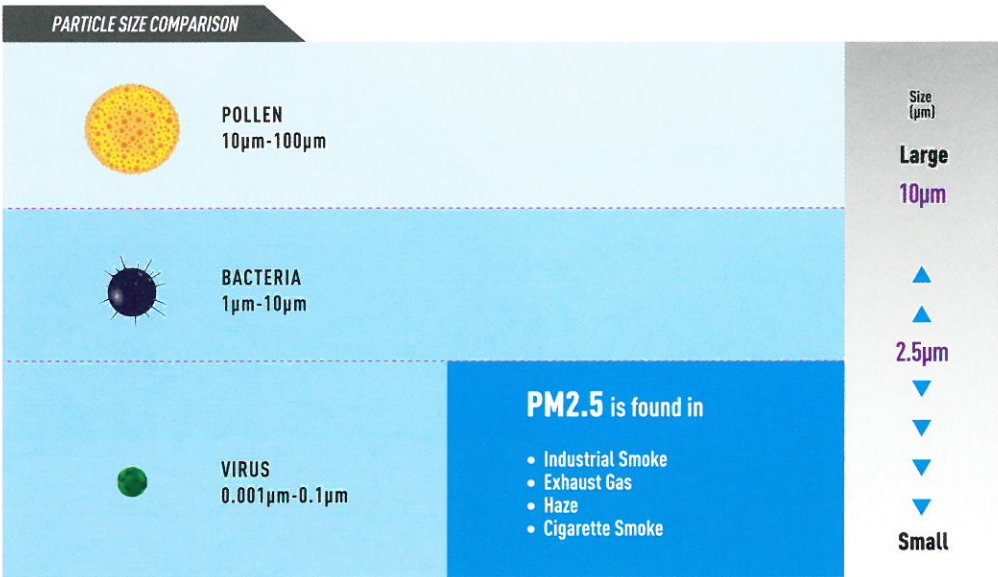 PARTICLE SIZE COMPARISON
POLLEN
10µm-100µm
BACTERIA
1µm-10µm
VIRUS
0.001µm-0.1µm
PM2.5 is found in
• Industrial Smoke
• Exhaust Gas
• Haze
• Cigarette Smoke
Size
(µm)
Large
10µm
2.5µm
Small